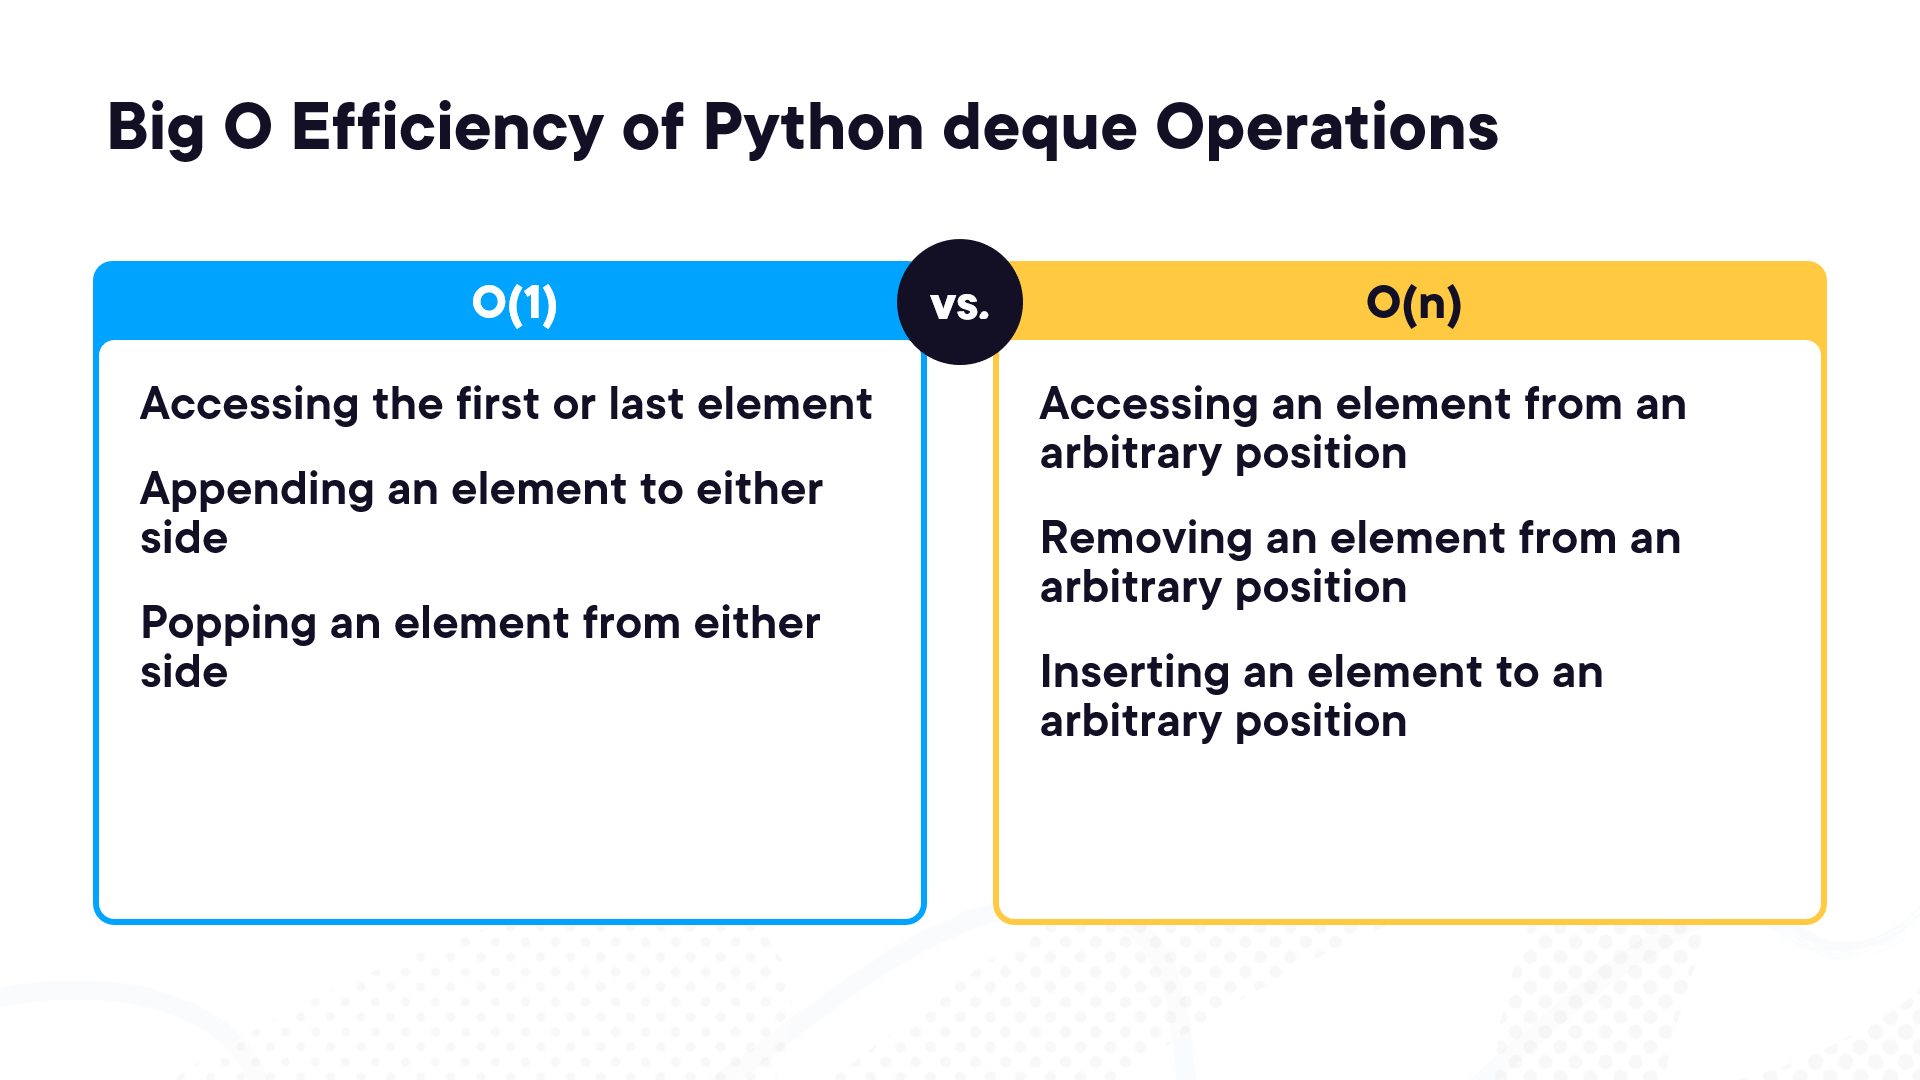 Big O Efficiency of Python deque Operations
O(1)
vs.
O(n)
Accessing the first or last element
Appending an element to either
side
Popping an element from either
side
Accessing an element from an
arbitrary position
Removing an element from an
arbitrary position
Inserting an element to an
arbitrary position